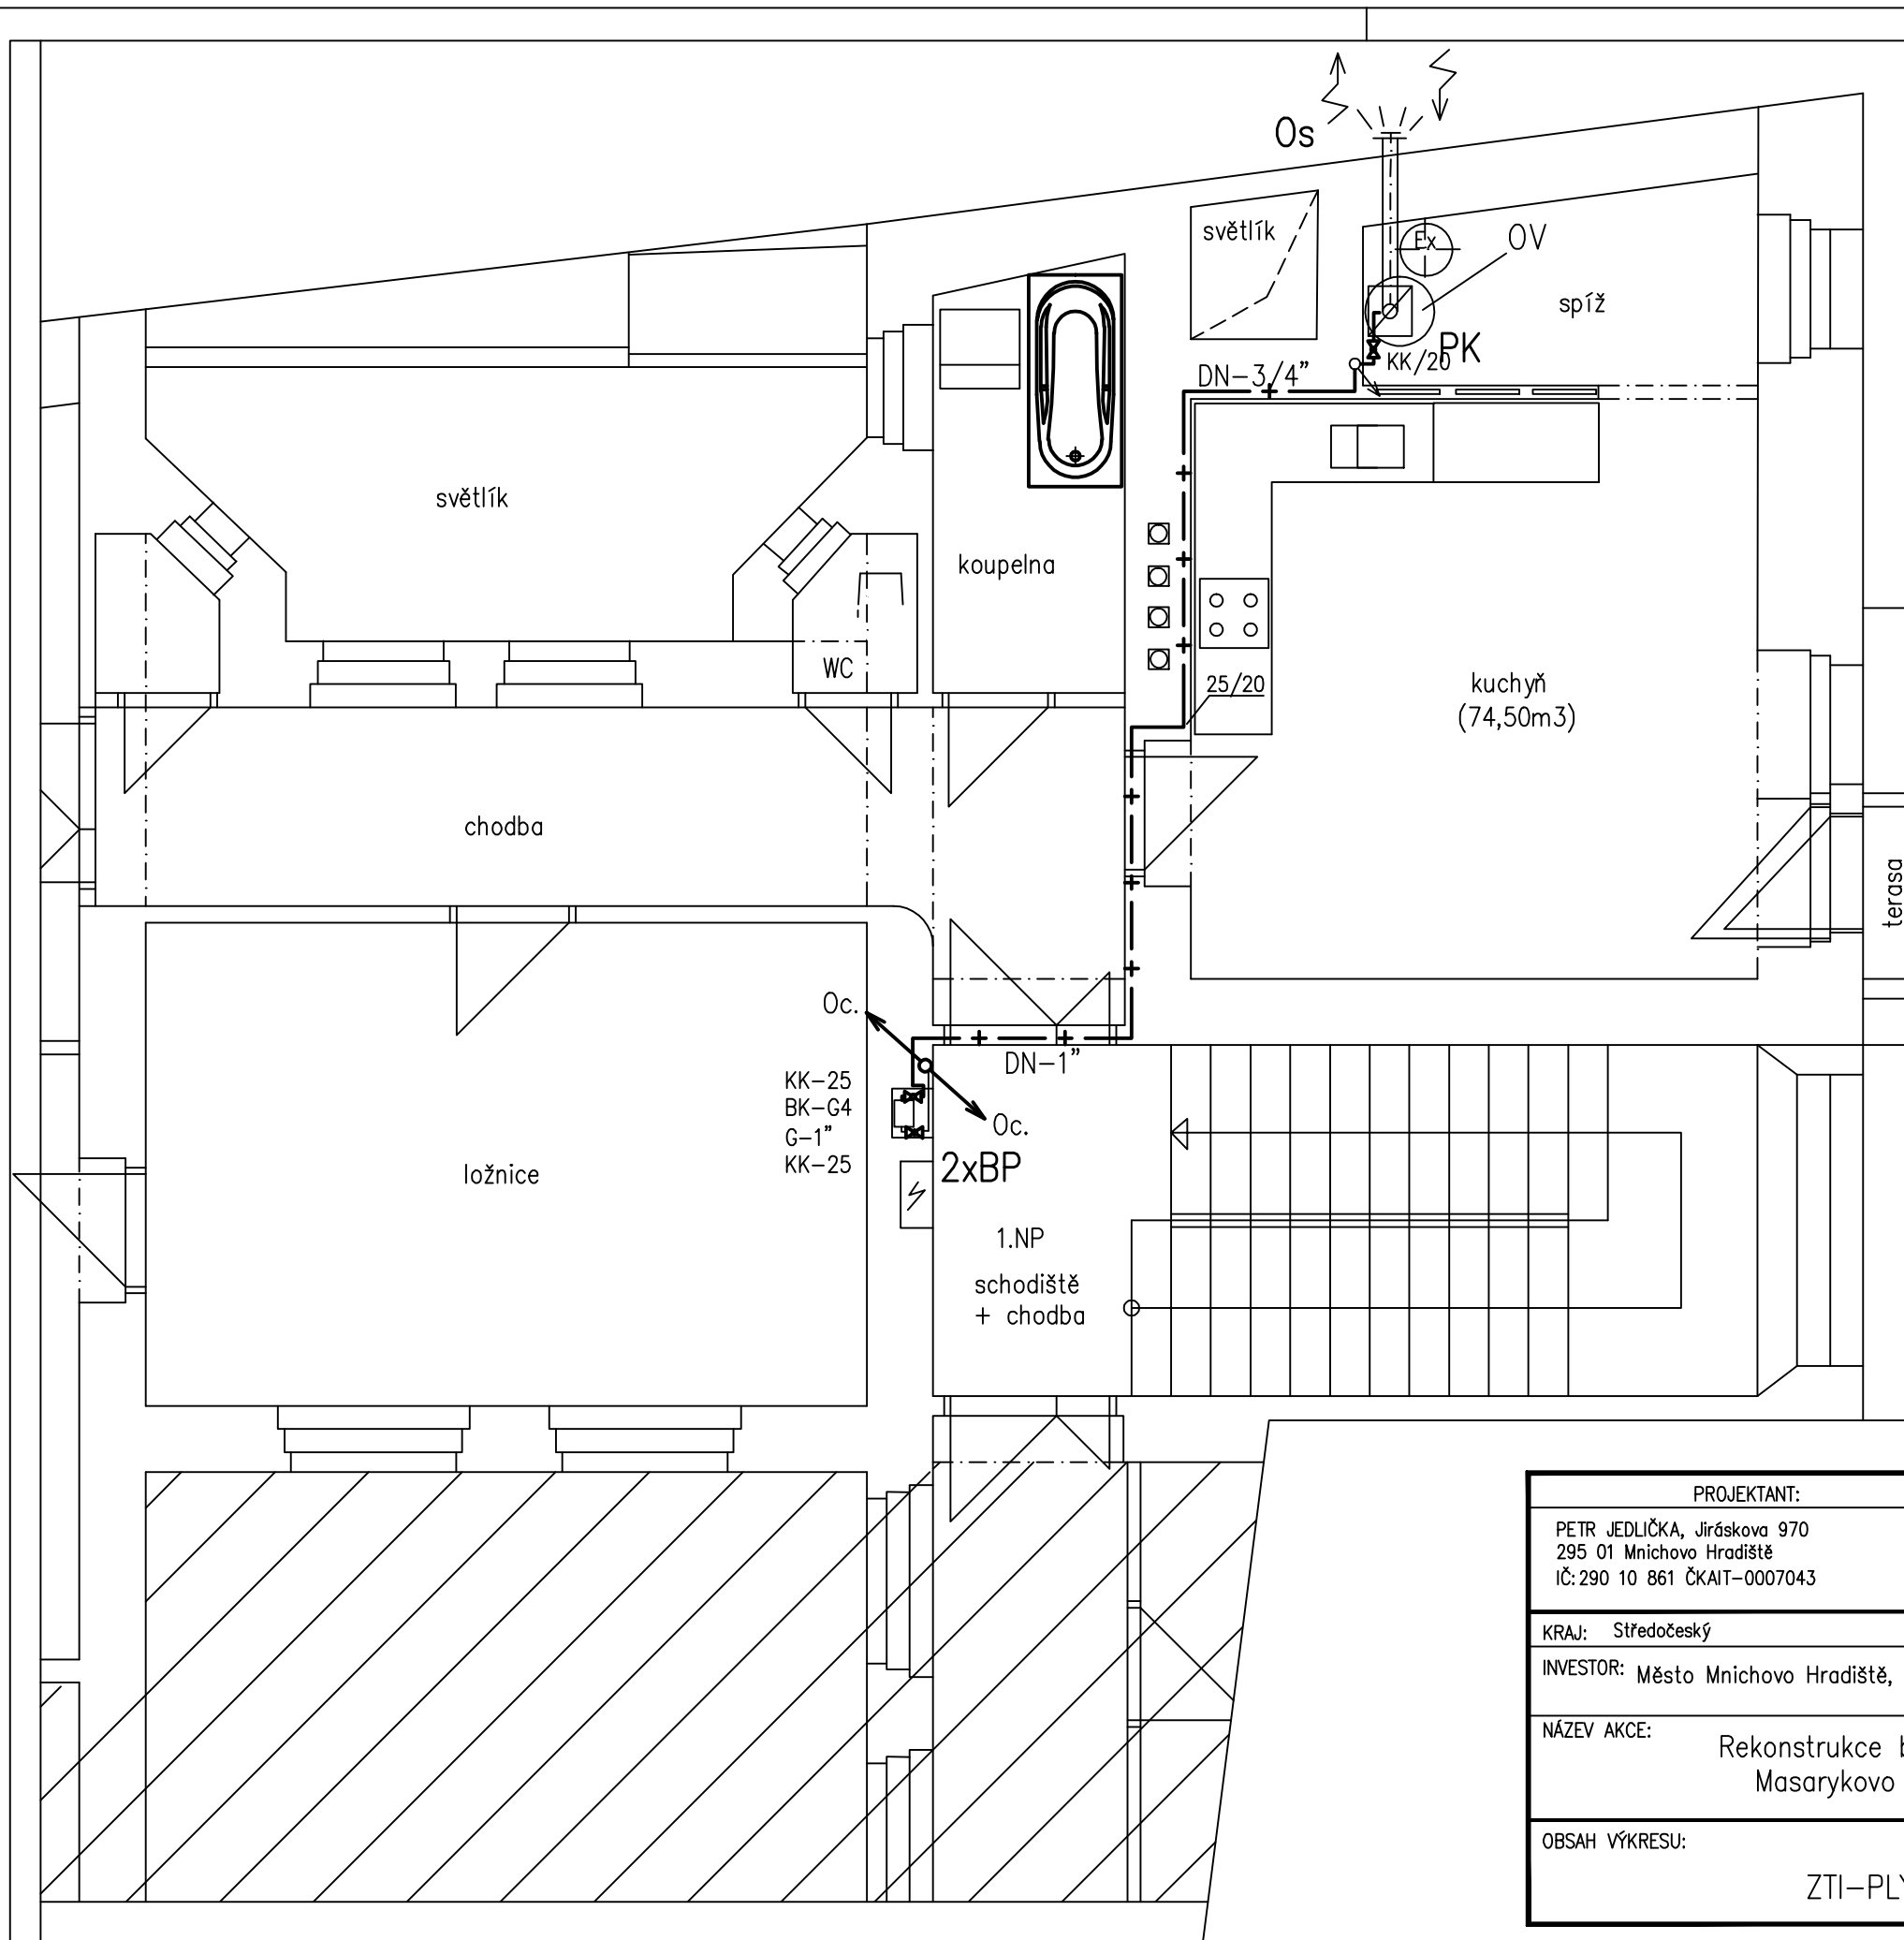 Os
světlík
Ex
OV
spíž
PK
KK/20
DN-3/4"
světlík
koupelna
WC
25/20
kuchyň
(74,50m3)
chodba
terasa
Oc.
DN-1"
KK-25
BK-G4
G-1"
KK-25
Oc.
2xBP
ložnice
1.NP
schodiště
+ chodba
PROJEKTANT:
PETR JEDLIČKA, Jiráskova 970
295 01 Mnichovo Hradiště
IČ: 290 10 861 ČKAIT-0007043
KRAJ: Středočeský
INVESTOR: Město Mnichovo Hradiště,
NÁZEV AKCE:
Rekonstrukce
Masarykovo
OBSAH VÝKRESU:
ZTI-PL